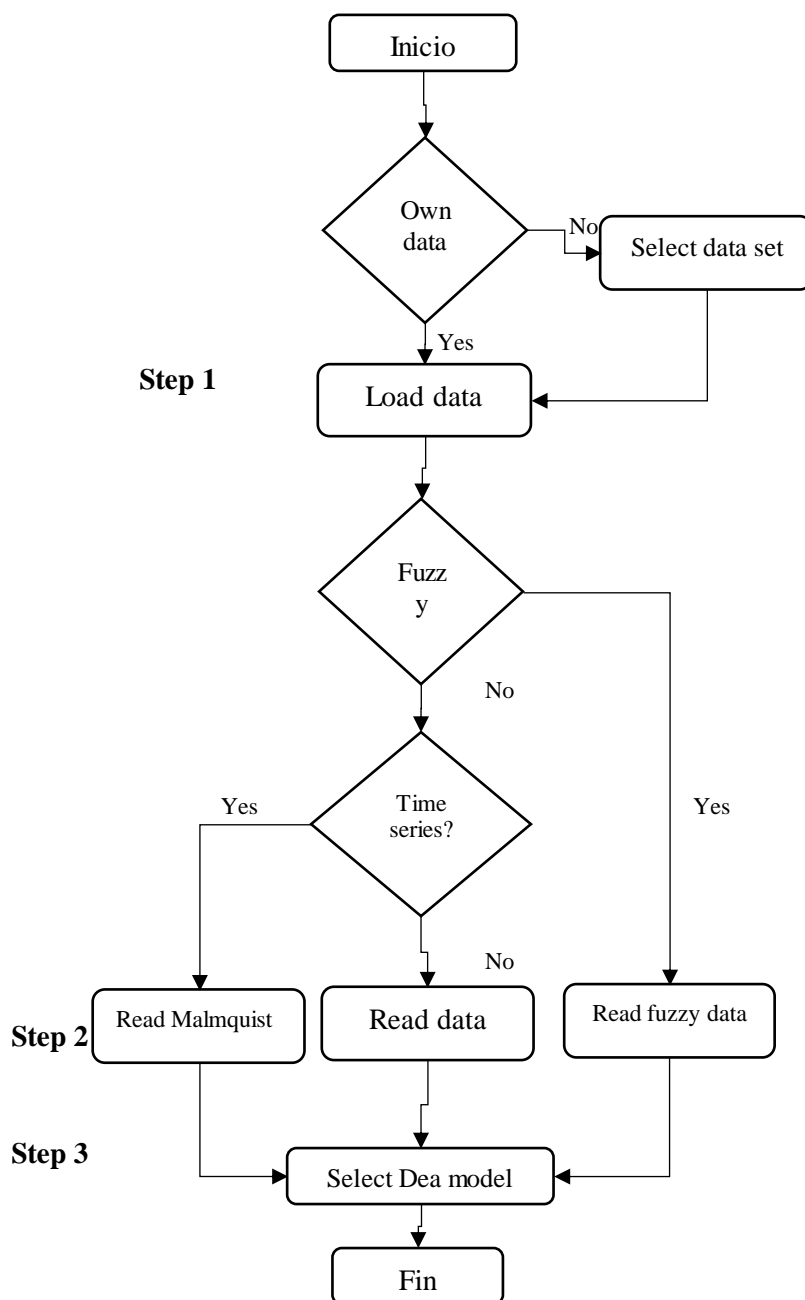 Inicio
Own
data
No
Select data set
Yes
Step 1
Load data
Fuzz
y
No
Time
series?
Yes
Yes
No
Read Malmquist
Read data
Read fuzzy data
Step 2
Step 3
Select Dea model
Fin